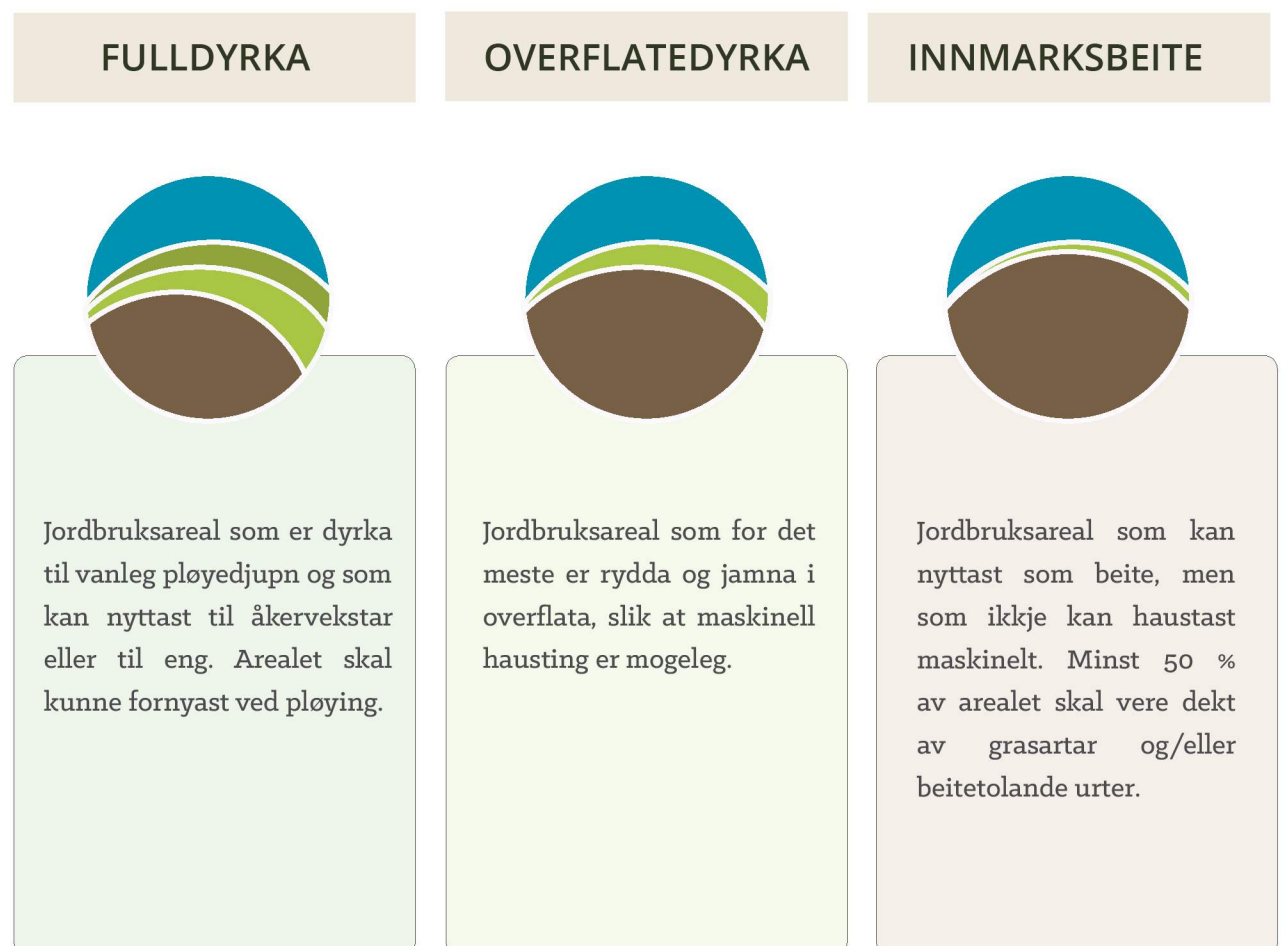 FULLDYRKA
Jordbruksareal som er dyrka
til vanleg pløyedjupn og som
kan nyttast til åkervekstar
eller til eng. Arealet skal
kunne fornyast ved pløying.
OVERFLATEDYRKA
Jordbruksareal som for det
meste er rydda og jamna i
overflata, slik at maskinell
hausting er mogeleg.
INNMARKSBEITE
Jordbruksareal som kan
nyttast som beite, men
som ikkje kan haustast
maskinelt. Minst 50 %
av arealet skal vere dekt
av grasartar og/eller
beitetolande urter.